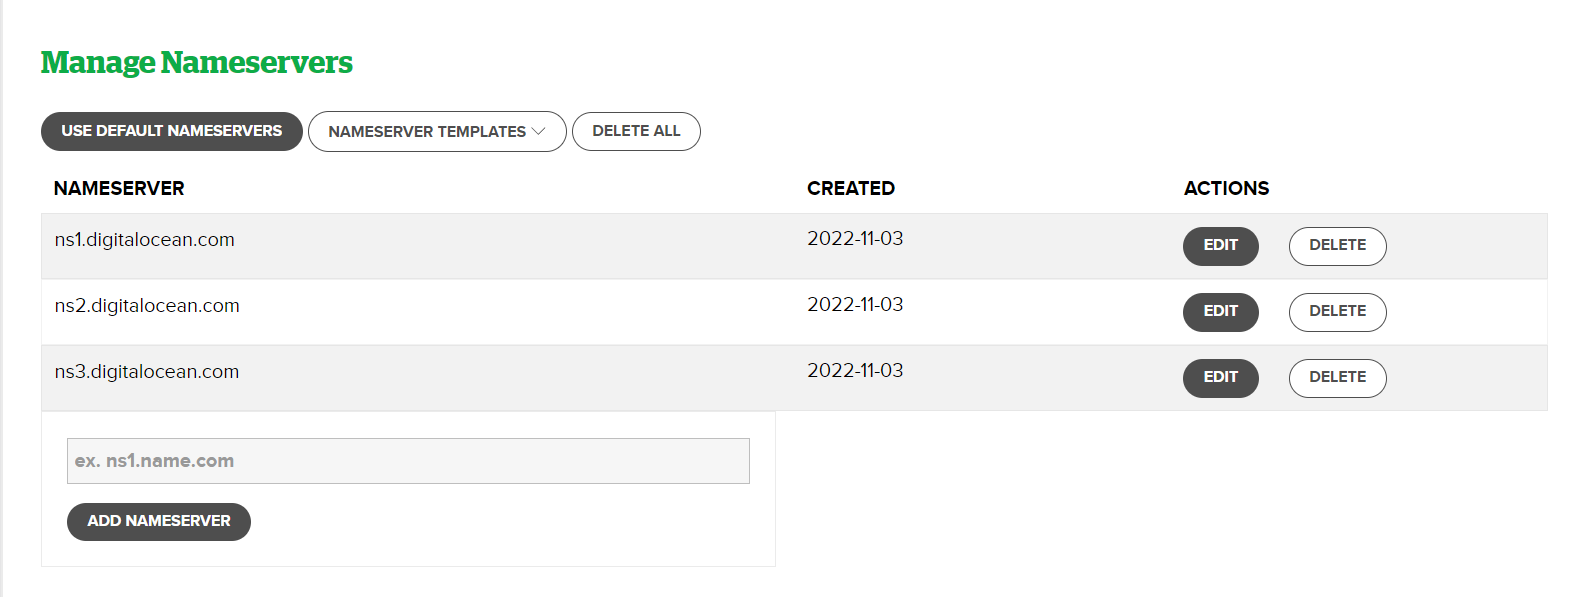 Manage Nameservers
USE DEFAULT NAMESERVERS NAMESERVER TEMPLATES DELETE ALL
NAMESERVER CREATED ACTIONS
ns1.digitalocean.com 2022-11-03 EDIT DELETE
ns2.digitalocean.com 2022-11-03 EDIT DELETE
ns3.digitalocean.com 2022-11-03 EDIT DELETE
ex. ns1.name.com
ADD NAMESERVER